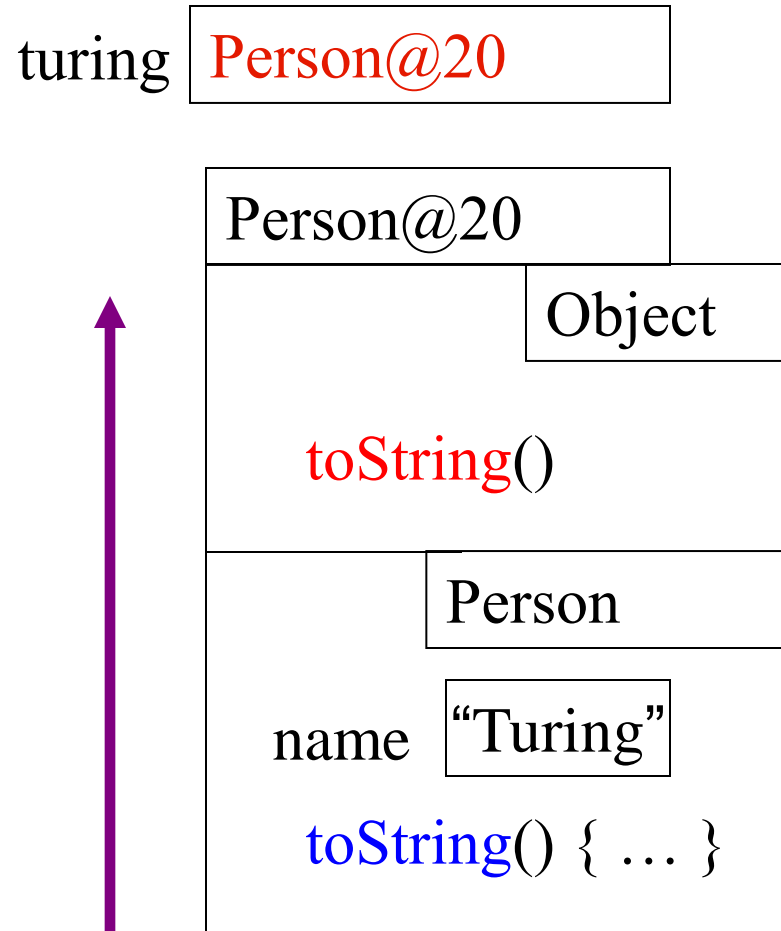 turing Person@20
Person@20
Object
toString()
Person
name “Turing”
toString() { … }